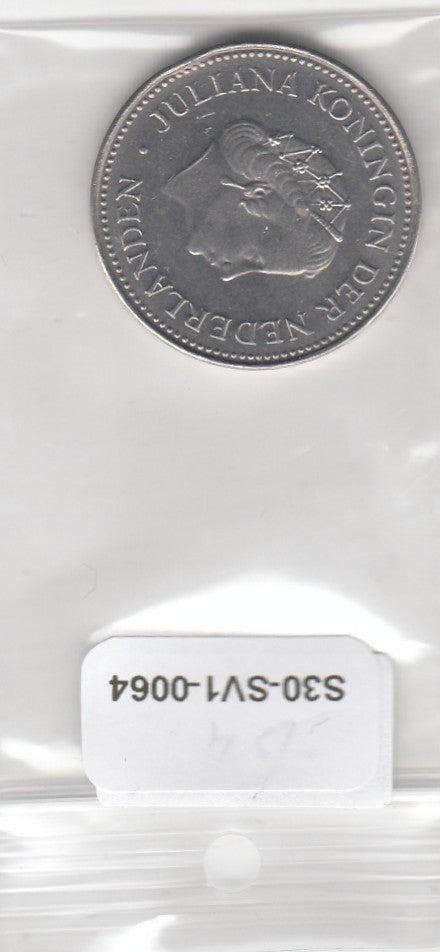 JULIANA KONINGIN DER NEDERLANDEN ·
S30-SV1-0064